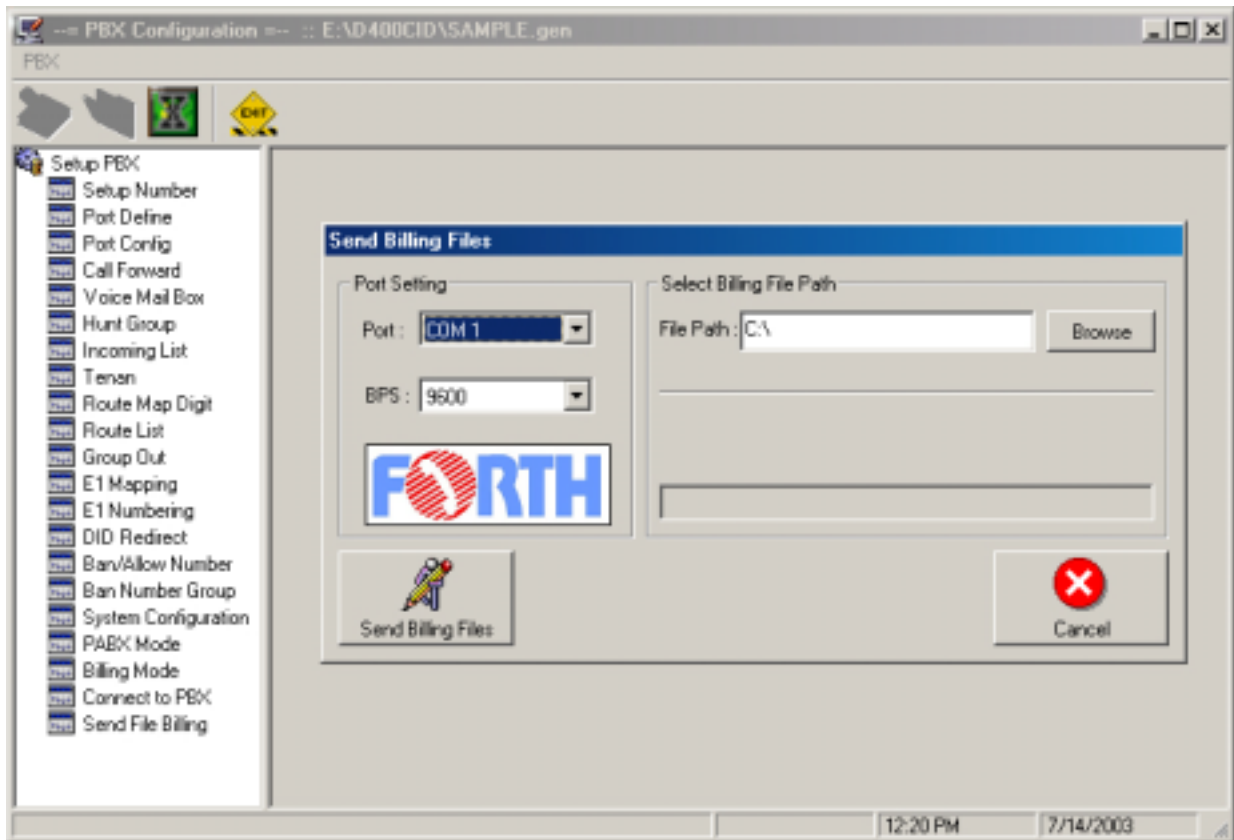 --= PBX Configuration =-- :: E:\D400CID\SAMPLE.gen
PBX
EXIT
Setup PBX
Setup Number
Port Define
Port Config
Call Forward
Voice Mail Box
Hunt Group
Incoming List
Tenan
Route Map Digit
Route List
Group Out
E1 Mapping
E1 Numbering
DID Redirect
Ban/Allow Number
Ban Number Group
System Configuration
PABX Mode
Billing Mode
Connect to PBX
Send File Billing
Send Billing Files
Port Setting
Port : COM 1
BPS : 9600
FORTH
Select Billing File Path
File Path : C:\
Browse
Send Billing Files
Cancel
12:20 PM
7/14/2003